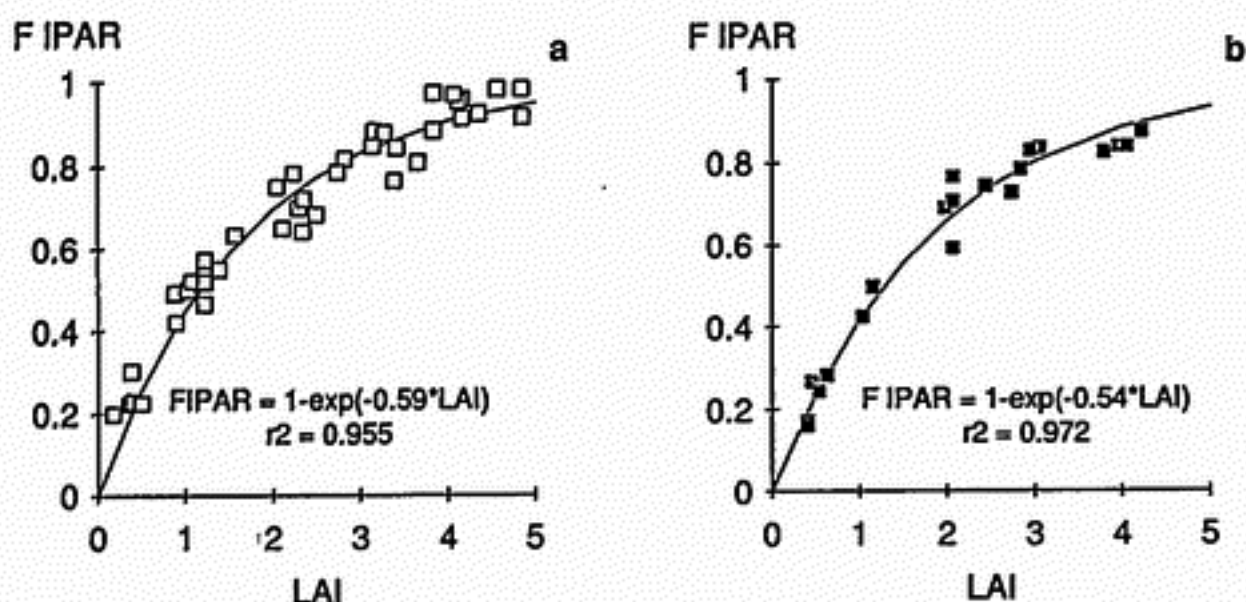 F IPAR
a
1
0.8
0.6
0.4
0.2
0
FIPAR = 1-exp(-0.59*LAI)
r2 = 0.955
0 1 2 3 4 5
LAI
F IPAR
b
1
0.8
0.6
0.4
0.2
0
F IPAR = 1-exp(-0.54*LAI)
r2 = 0.972
0 1 2 3 4 5
LAI